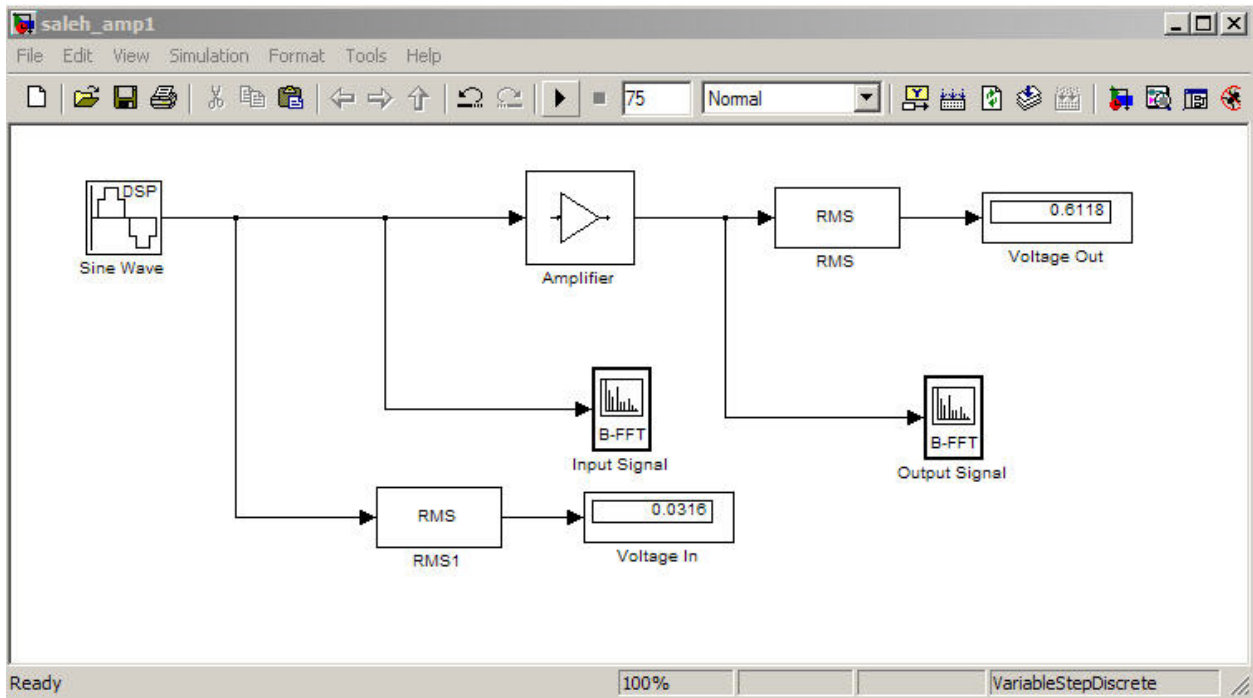 saleh_amp1
File Edit View Simulation Format Tools Help
75 Normal
DSP
Sine Wave
Amplifier
RMS
RMS
0.6118
Voltage Out
B-FFT
Input Signal
B-FFT
Output Signal
RMS
RMS1
0.0316
Voltage In
Ready 100% VariableStepDiscrete